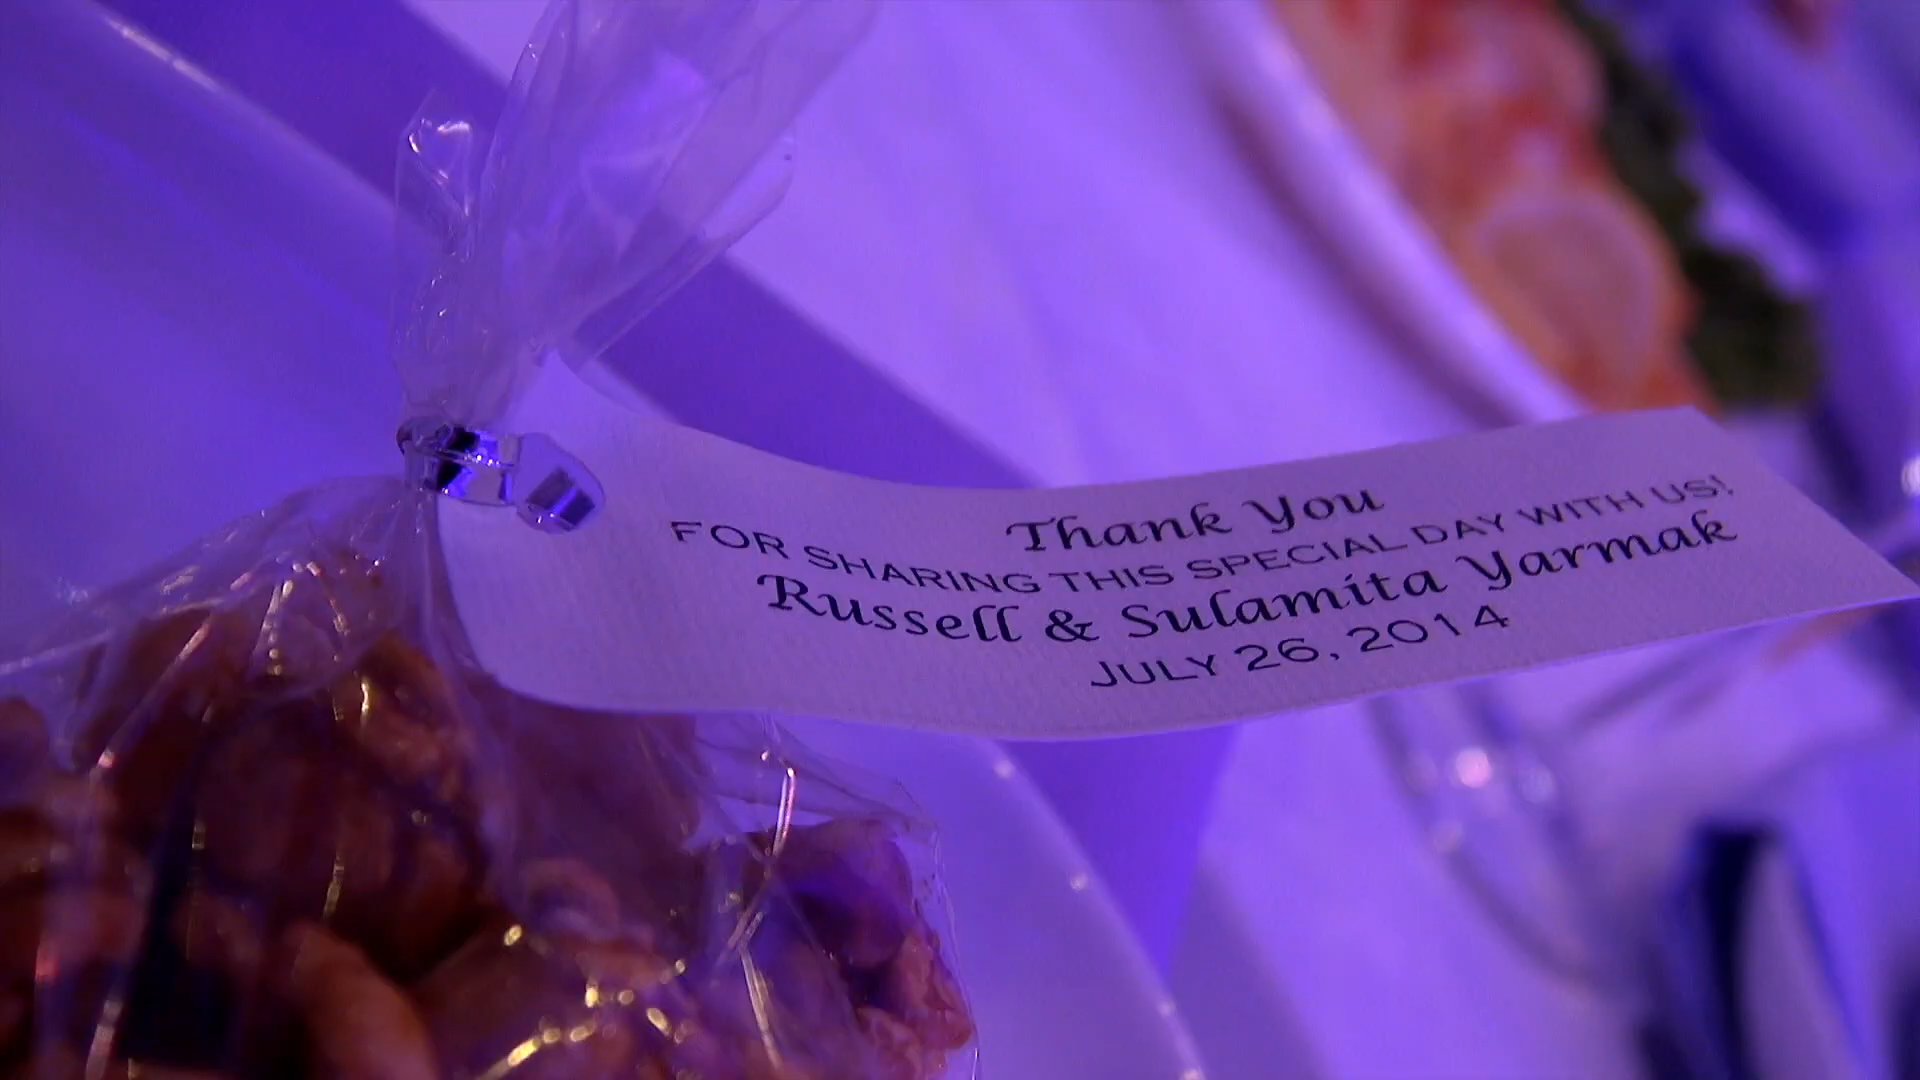 Thank You
FOR SHARING THIS SPECIAL DAY WITH US!
Russell & Sulamita Yarmak
JULY 26, 2014